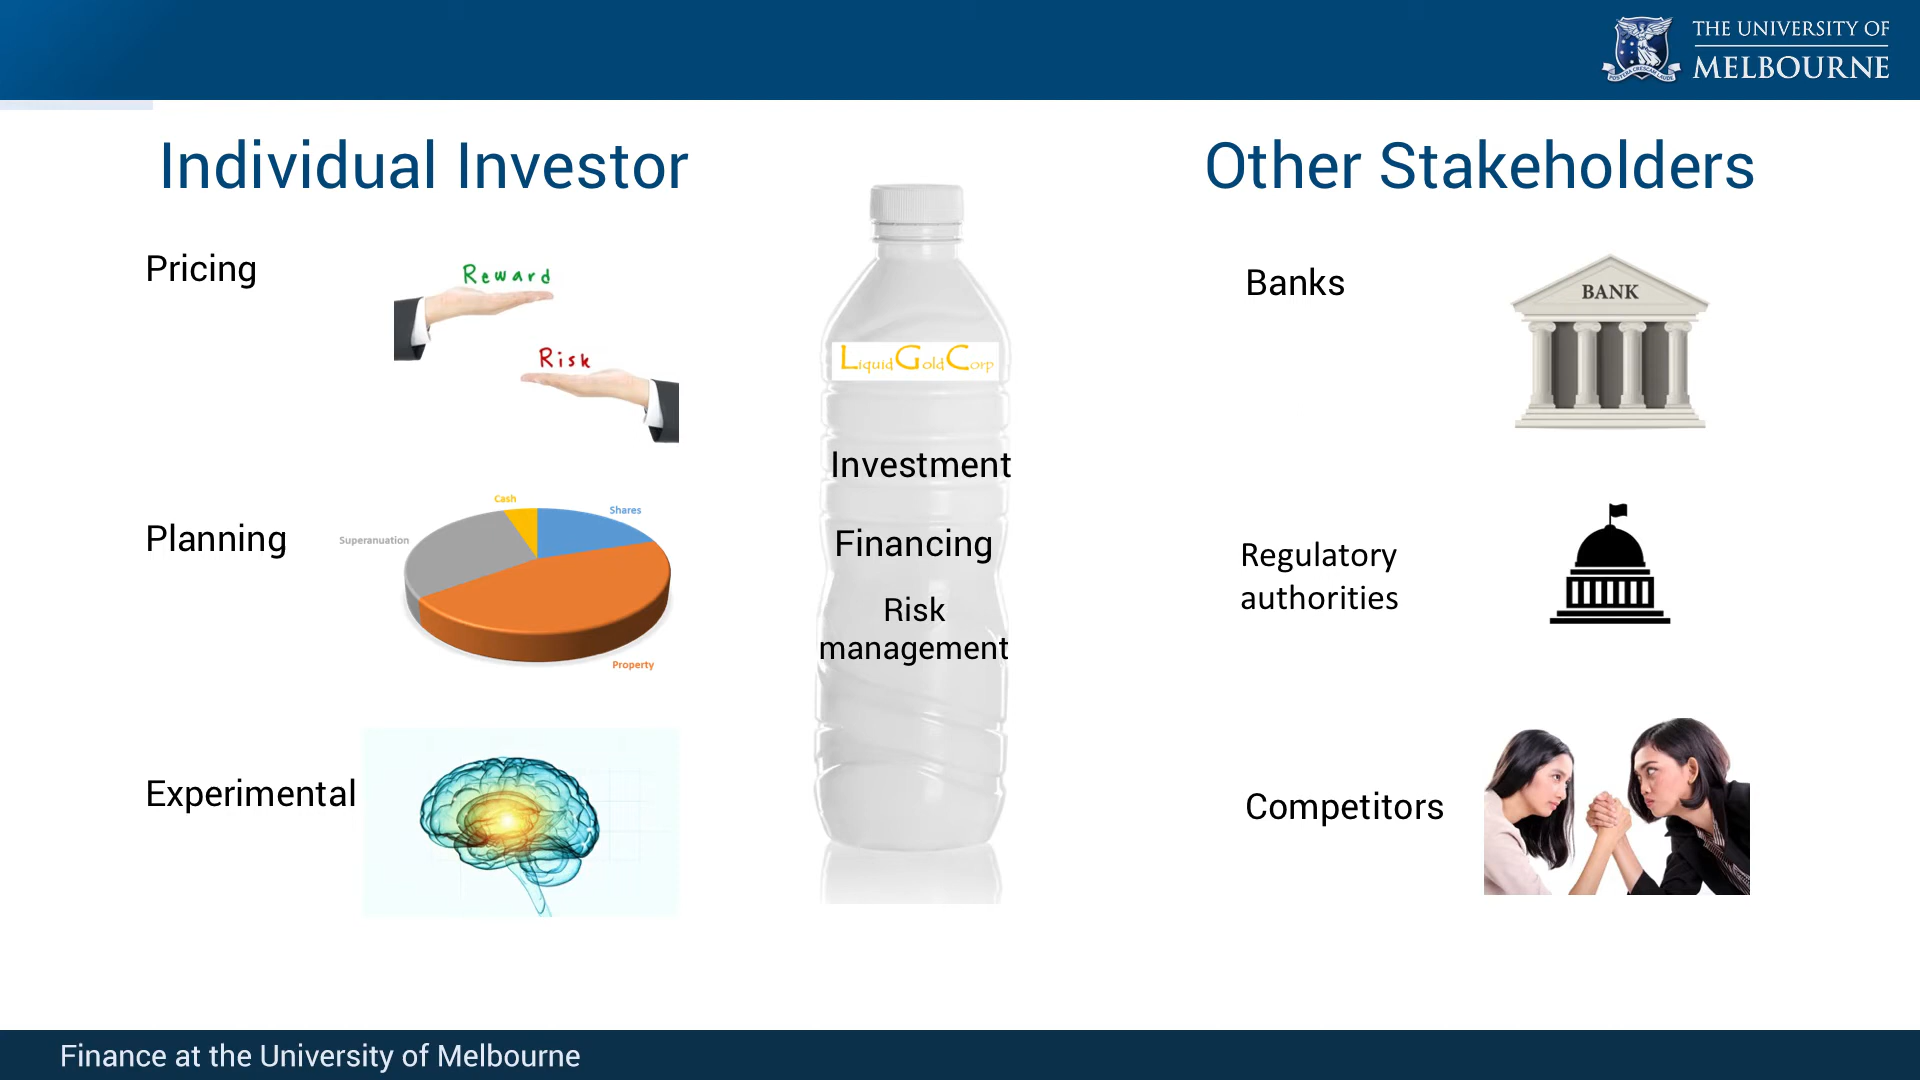 THE UNIVERSITY OF
MELBOURNE
Individual Investor
Other Stakeholders
Pricing
Reward
Risk
LiquidGoldCorp
Banks
BANK
Investment
Financing
Risk
management
Planning
Cash
Shares
Superanuation
Property
Regulatory
authorities
Experimental
Competitors
Finance at the University of Melbourne